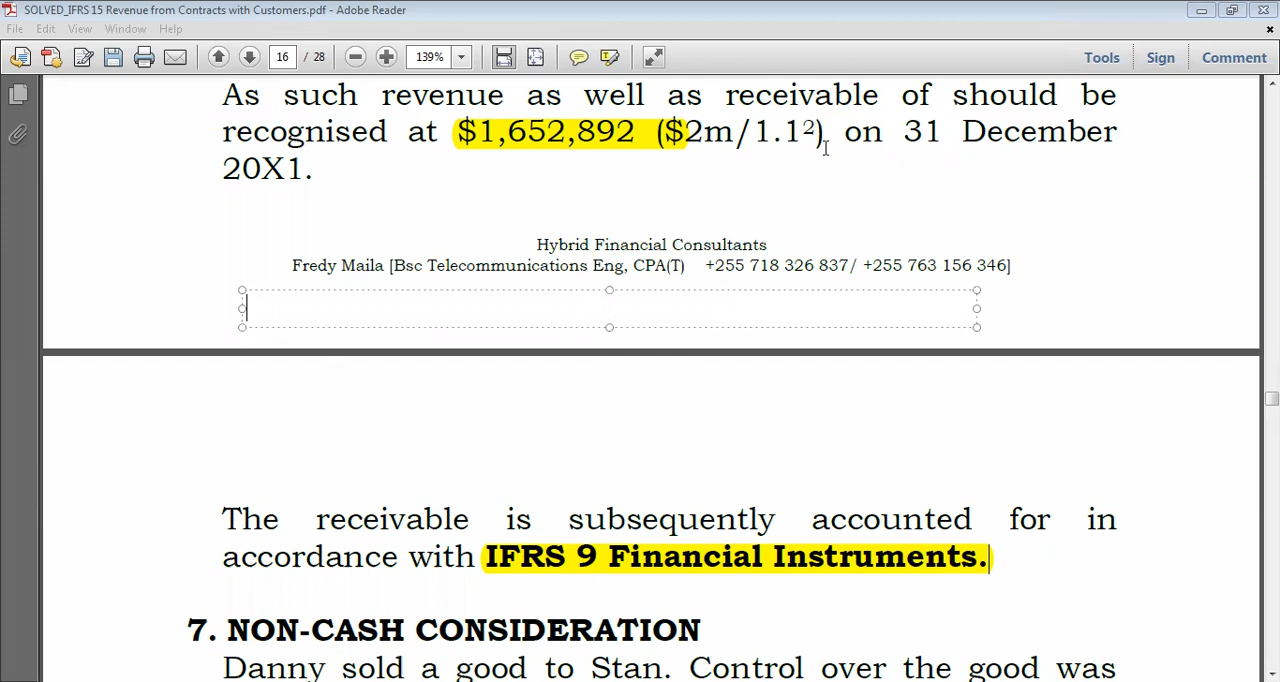 SOLVED_IFRS 15 Revenue from Contracts with Customers.pdf - Adobe Reader
File Edit View Window Help
16 / 28 139% Tools Sign Comment
As such revenue as well as receivable of should be
recognised at $1,652,892 ($2m/1.1²) on 31 December
20X1.
Hybrid Financial Consultants
Fredy Maila [Bsc Telecommunications Eng, CPA(T) +255 718 326 837/ +255 763 156 346]
The receivable is subsequently accounted for in
accordance with IFRS 9 Financial Instruments.
7. NON-CASH CONSIDERATION
Danny sold a good to Stan. Control over the good was